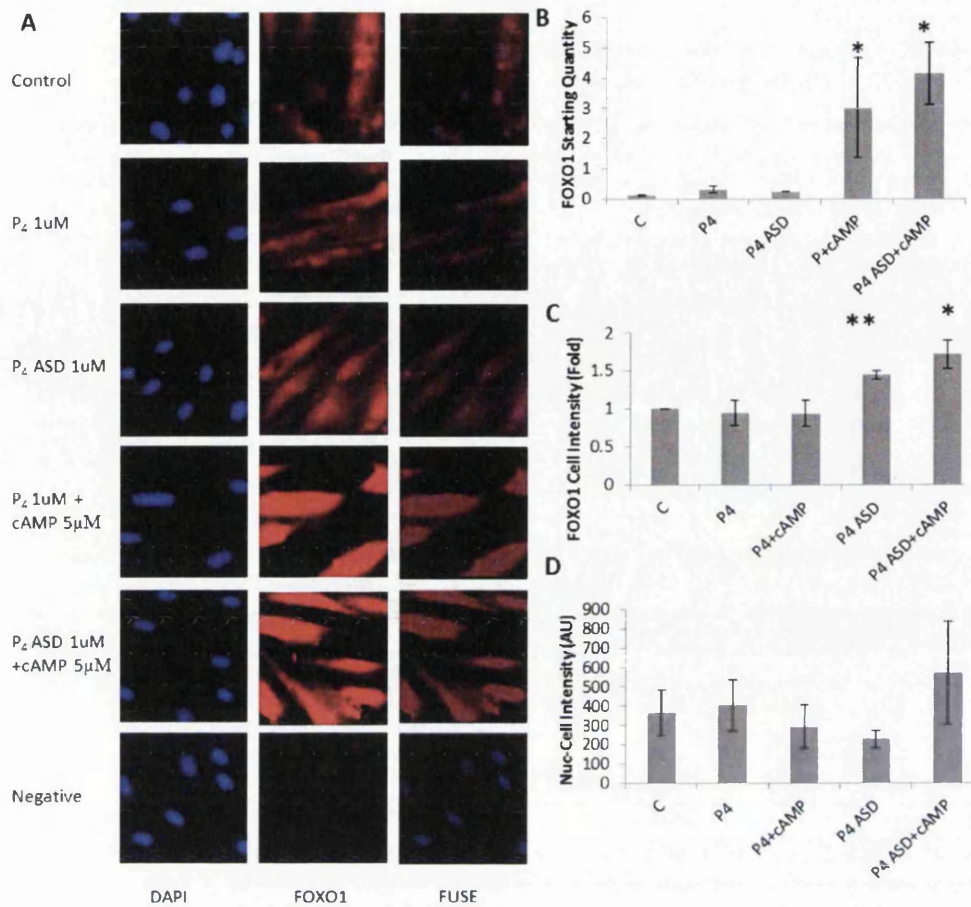 A
Control
P₄ 1uM
P₄ ASD 1uM
P₄ 1uM +
cAMP 5µM
P₄ ASD 1uM
+cAMP 5µM
Negative
DAPI FOXO1 FUSE
B
FOXO1 Starting Quantity
6
5
4
3
2
1
0
* *
C P4 P4 ASD P+cAMP P4 ASD+cAMP
C
FOXO1 Cell Intensity (Fold)
2
1.5
1
0.5
0
** *
C P4 P4+cAMP P4 ASD P4 ASD+cAMP
D
Nuc-Cell Intensity (AU)
900
800
700
600
500
400
300
200
100
0
C P4 P4+cAMP P4 ASD P4 ASD+cAMP